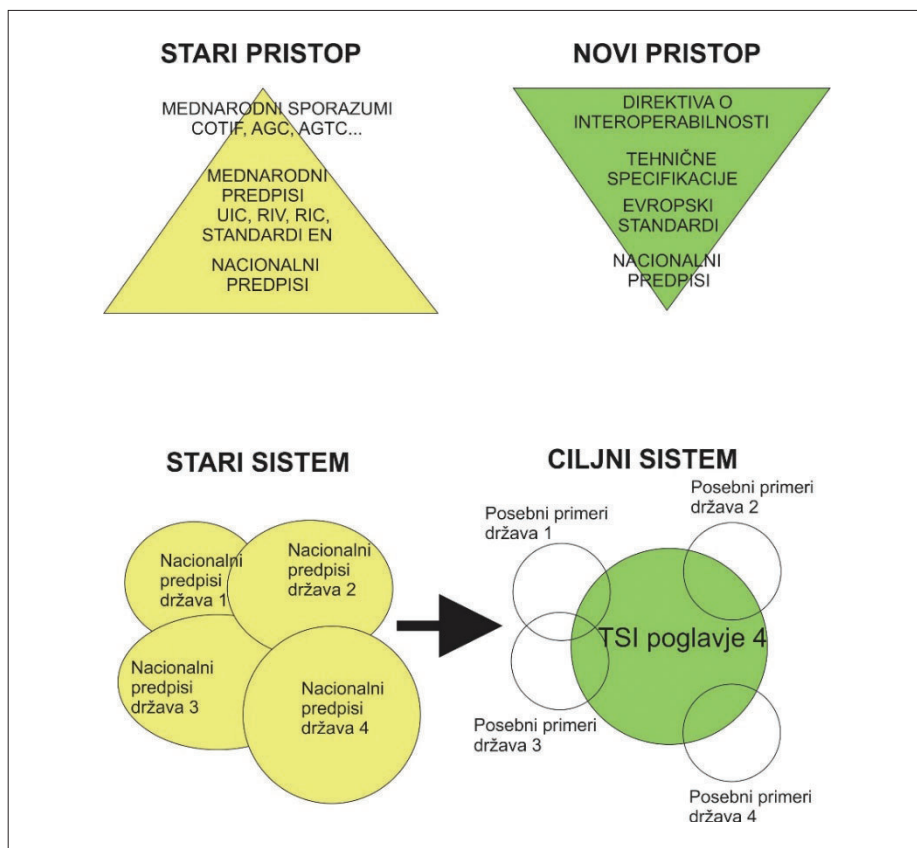 STARI PRISTOP
MEDNARODNI SPORAZUMI
COTIF, AGC, AGTC...
MEDNARODNI
PREDPISI
UIC, RIV, RIC,
STANDARDI EN
NACIONALNI
PREDPISI
NOVI PRISTOP
DIREKTIVA O
INTEROPERABILNOSTI
TEHNIČNE
SPECIFIKACIJE
EVROPSKI
STANDARDI
NACIONALNI
PREDPISI
STARI SISTEM
Nacionalni
predpisi
država 1
Nacionalni
predpisi
država 2
Nacionalni
predpisi
država 3
Nacionalni
predpisi
država 4
CILJNI SISTEM
Posebni primeri
država 1
Posebni primeri
država 2
TSI poglavje 4
Posebni primeri
država 3
Posebni primeri
država 4